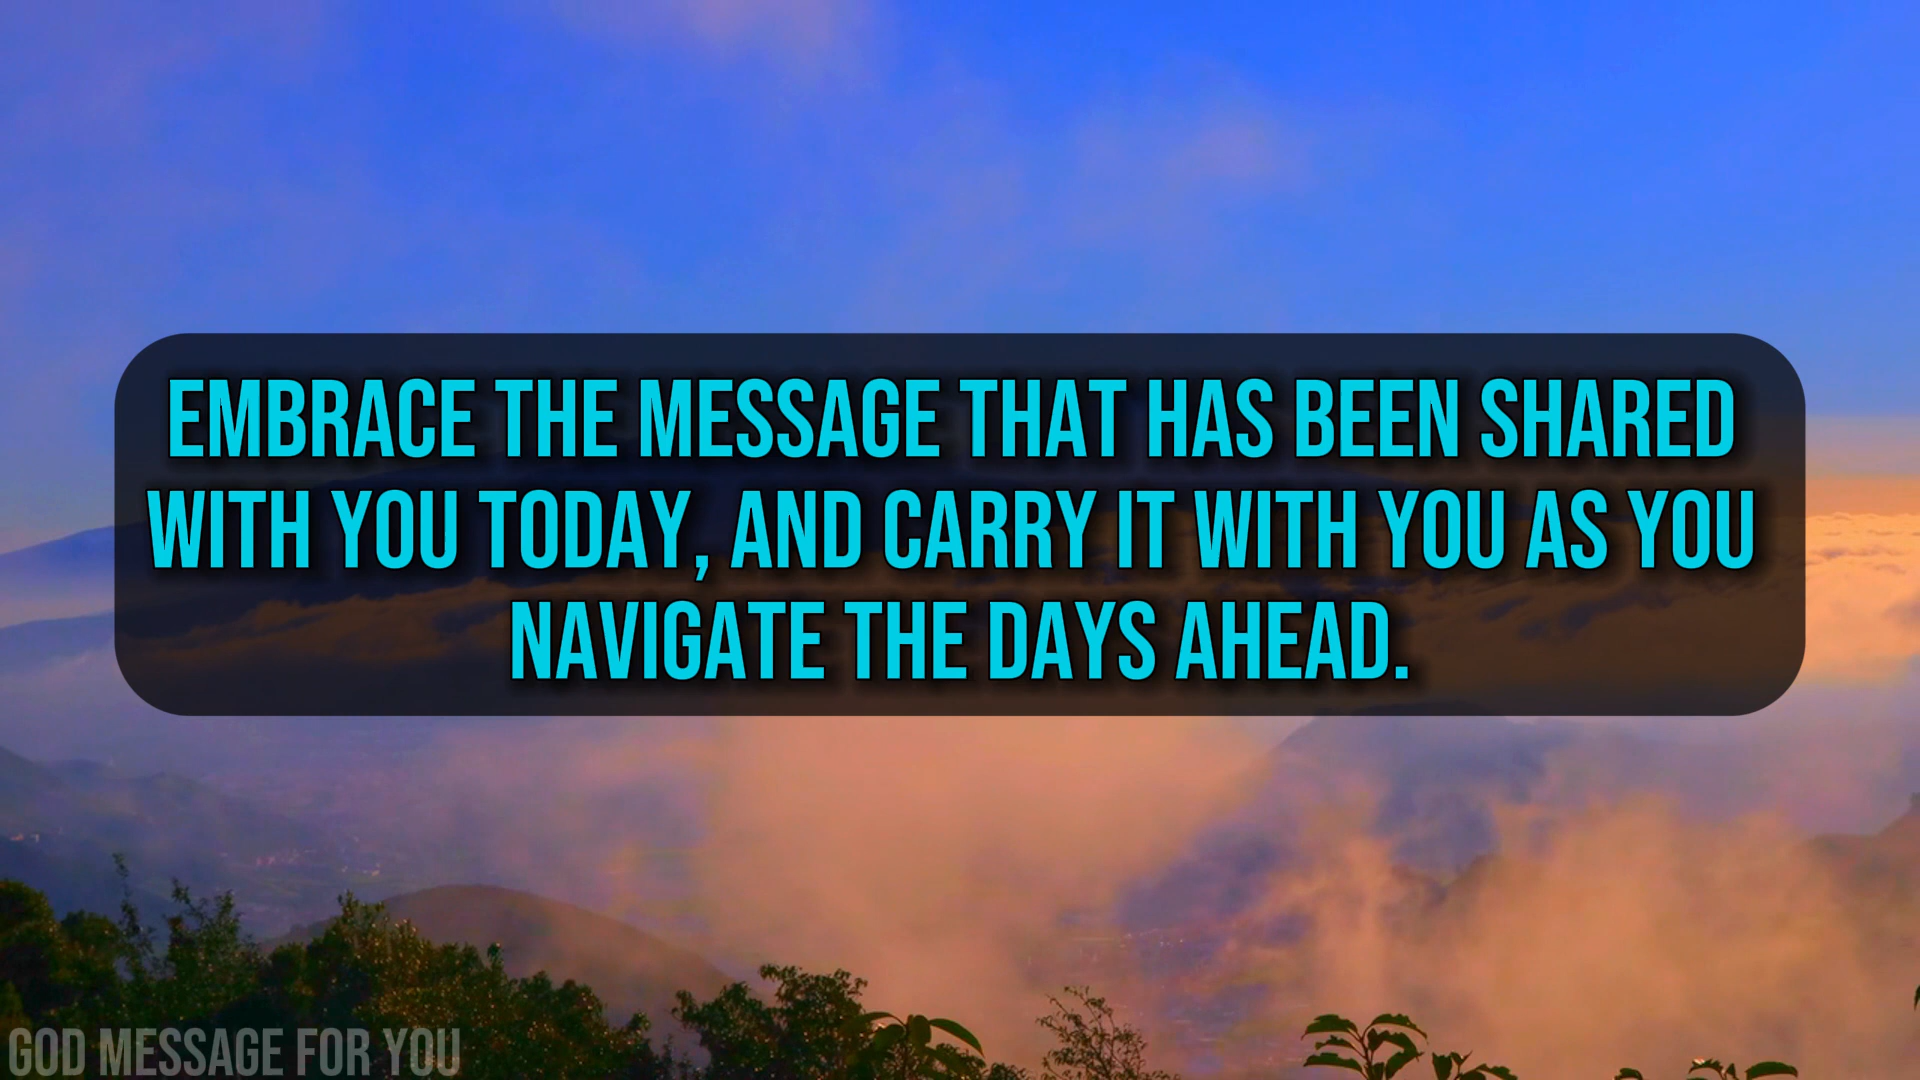 EMBRACE THE MESSAGE THAT HAS BEEN SHARED
WITH YOU TODAY, AND CARRY IT WITH YOU AS YOU
NAVIGATE THE DAYS AHEAD.
GOD MESSAGE FOR YOU